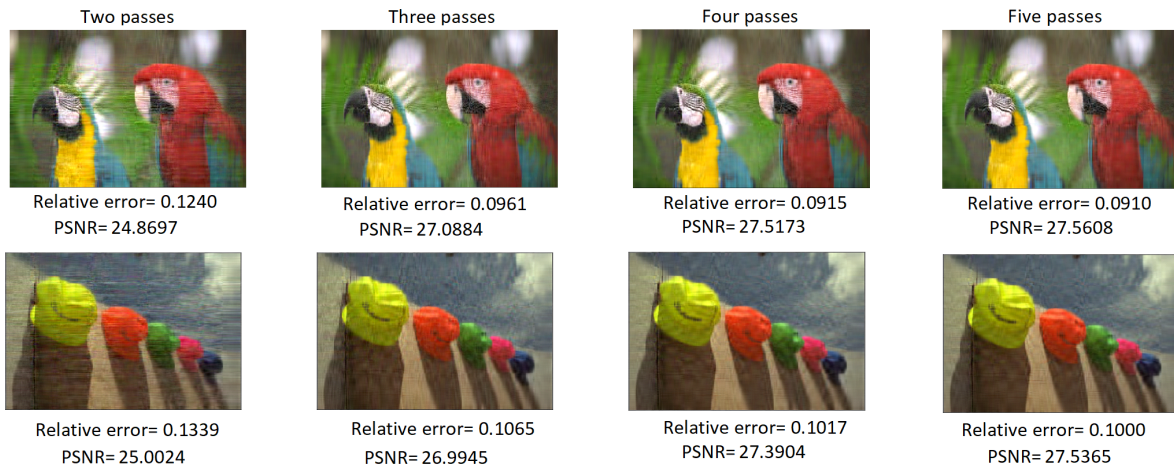 Two passes
Three passes
Four passes
Five passes
Relative error= 0.1240
PSNR= 24.8697
Relative error= 0.0961
PSNR= 27.0884
Relative error= 0.0915
PSNR= 27.5173
Relative error= 0.0910
PSNR= 27.5608
Relative error= 0.1339
PSNR= 25.0024
Relative error= 0.1065
PSNR= 26.9945
Relative error= 0.1017
PSNR= 27.3904
Relative error= 0.1000
PSNR= 27.5365